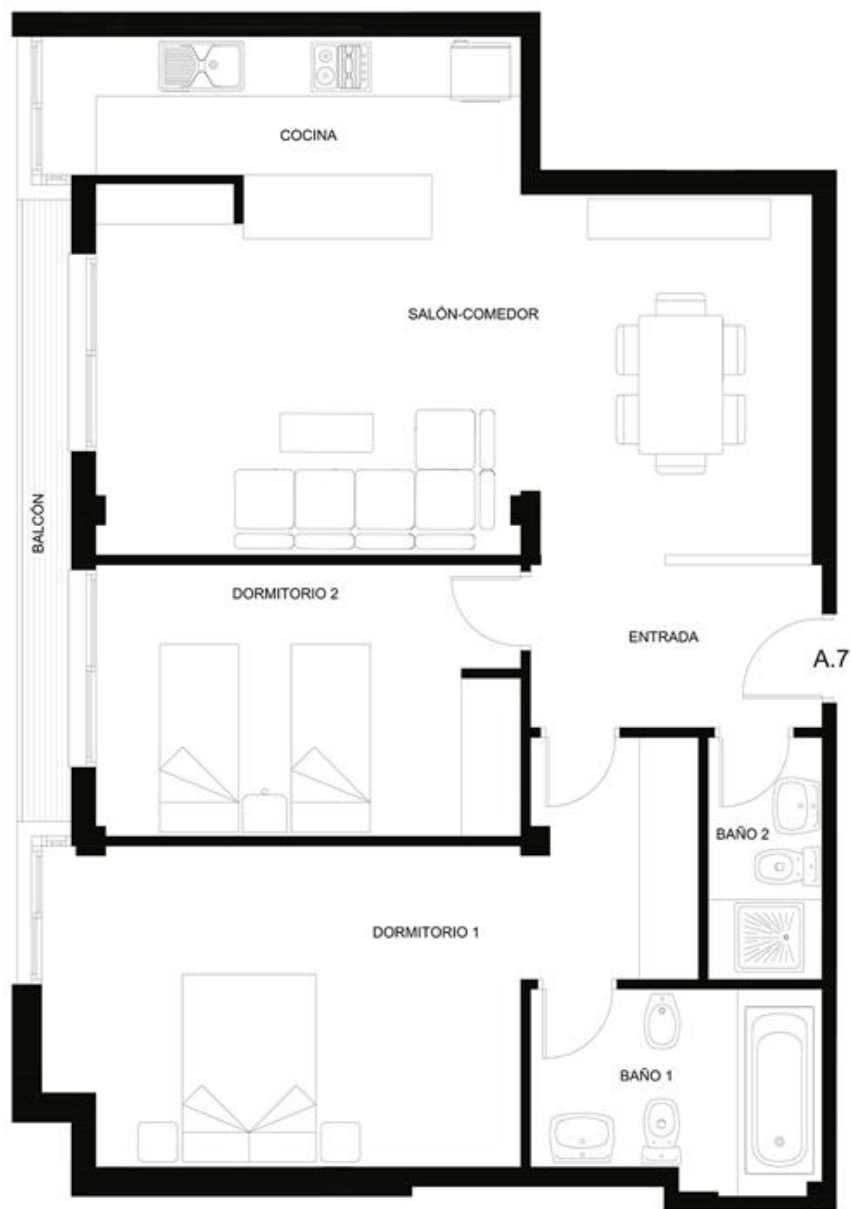 COCINA
SALÓN-COMEDOR
BALCÓN
DORMITORIO 2
ENTRADA
A.7
BAÑO 2
DORMITORIO 1
BAÑO 1